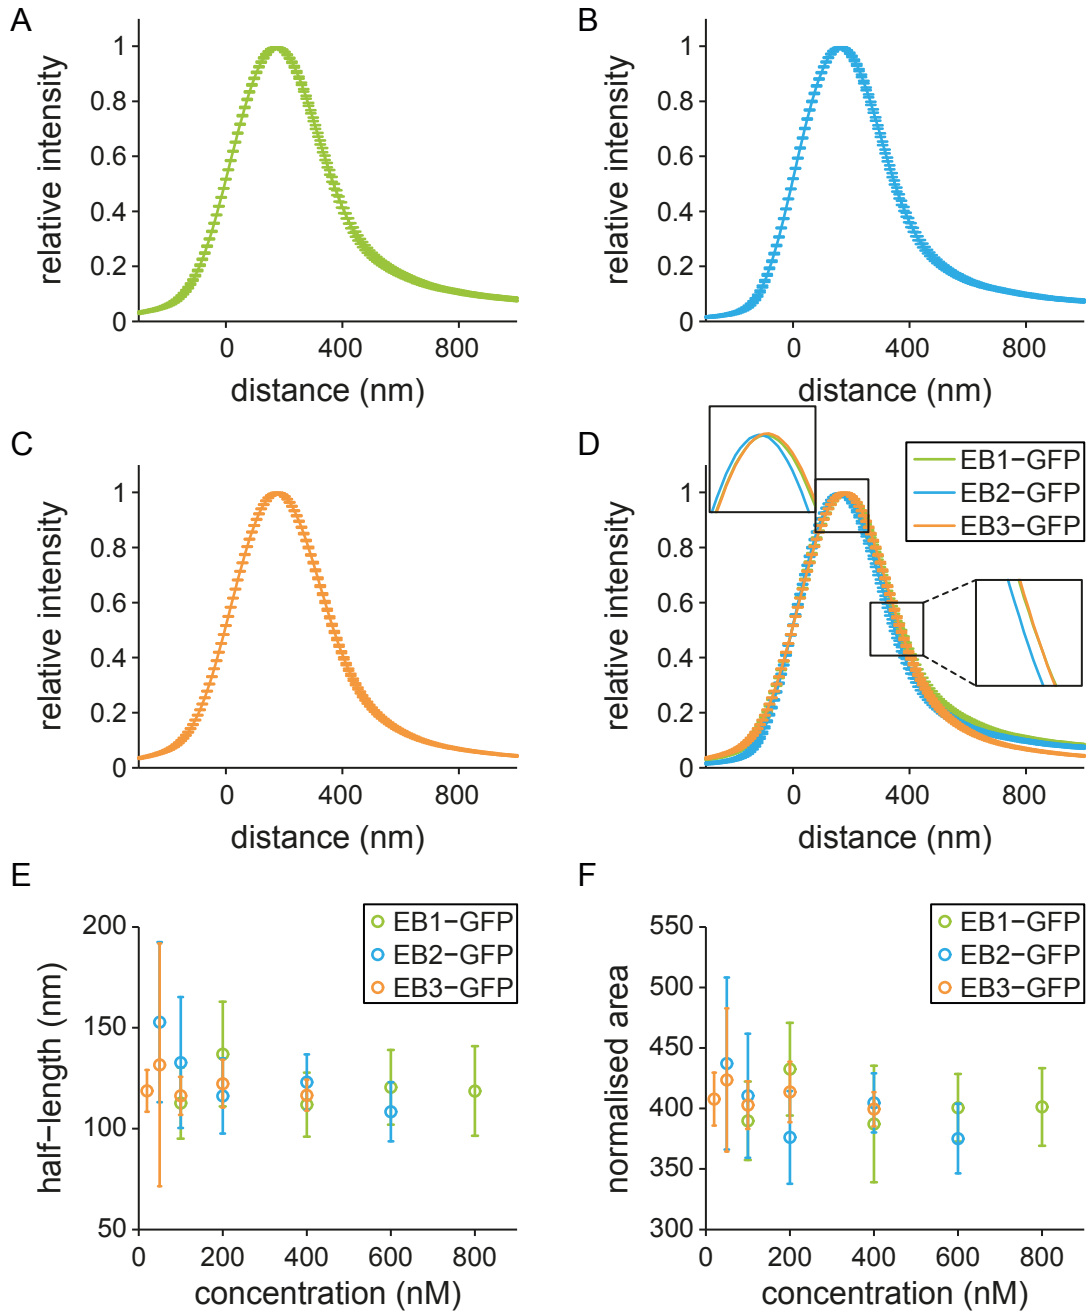 A
relative intensity
1
0.8
0.6
0.4
0.2
0
0 400 800
distance (nm)
B
relative intensity
1
0.8
0.6
0.4
0.2
0
0 400 800
distance (nm)
C
relative intensity
1
0.8
0.6
0.4
0.2
0
0 400 800
distance (nm)
D
EB1−GFP
EB2−GFP
EB3−GFP
relative intensity
1
0.8
0.6
0.4
0.2
0
0 400 800
distance (nm)
E
EB1−GFP
EB2−GFP
EB3−GFP
half−length (nm)
200
150
100
50
0 200 400 600 800
concentration (nM)
F
EB1−GFP
EB2−GFP
EB3−GFP
normalised area
550
500
450
400
350
300
0 200 400 600 800
concentration (nM)